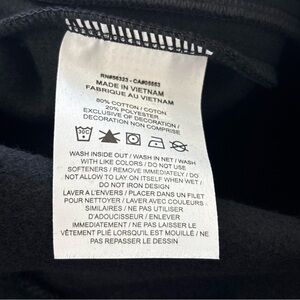 RN#56323 - CA#05553
MADE IN VIETNAM
FABRIQUE AU VIETNAM
80% COTTON / COTON
20% POLYESTER
EXCLUSIVE OF DECORATION /
DECORATION NON COMPRISE
WASH INSIDE OUT / WASH IN NET / WASH
WITH LIKE COLORS / DO NOT USE
SOFTENERS / REMOVE IMMEDIATELY / DO
NOT ALLOW TO LAY ON ITSELF WHEN WET /
DO NOT IRON DESIGN
LAVER A L'ENVERS / PLACER DANS UN FILET
POUR NETTOYER / LAVER AVEC COULEURS
SIMILAIRES / NE PAS UTILISER
D'ADOUCISSEUR / ENLEVER
IMMEDIATEMENT / NE PAS LAISSER LE
VÊTEMENT PLIÉ LORSQU'IL EST MOUILLÉ / NE
PAS REPASSER LE DESSIN